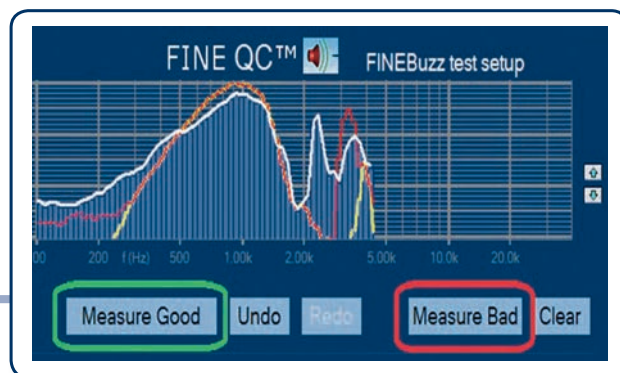 FINE QC™ FINEBuzz test setup
00 200 f (Hz) 500 1.00k 2.00k 5.00k 10.0k 20.0k
Measure Good Undo Redo Measure Bad Clear